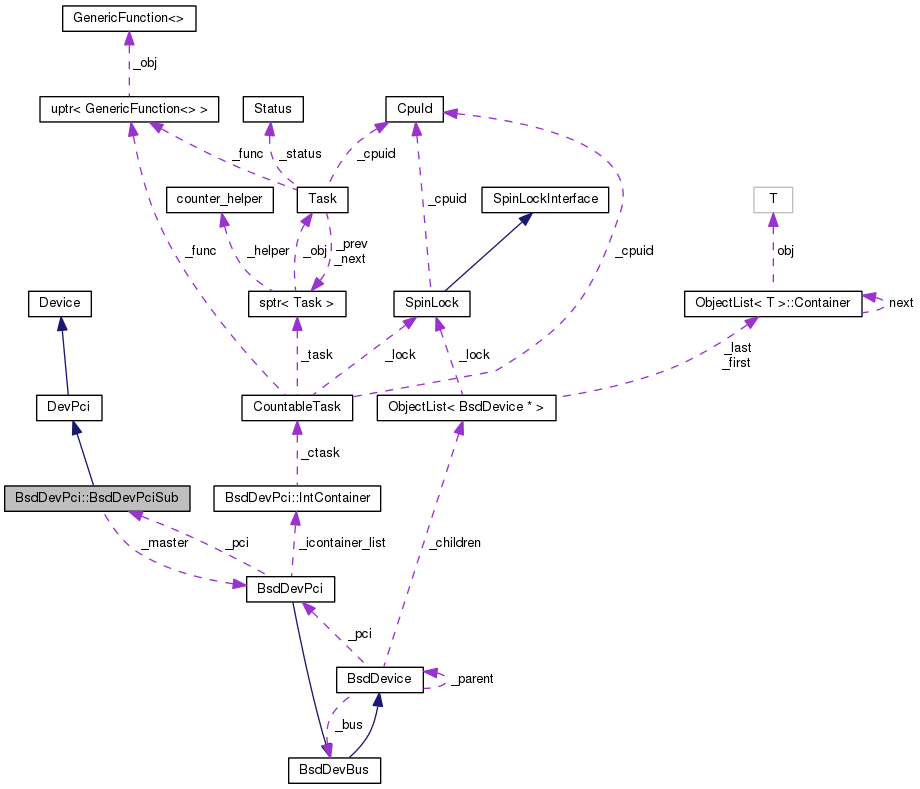 GenericFunction<>
_obj
uptr< GenericFunction<> >
Status
CpuId
_func
_status
_cpuid
counter_helper
Task
_cpuid
SpinLockInterface
T
_func
_helper
_obj
_prev
_next
_cpuid
obj
Device
sptr< Task >
SpinLock
ObjectList< T >::Container
next
_task
_lock
_lock
_last
_first
DevPci
CountableTask
ObjectList< BsdDevice * >
_ctask
BsdDevPci::BsdDevPciSub
BsdDevPci::IntContainer
_master
_pci
_icontainer_list
_children
BsdDevPci
_pci
BsdDevice
_parent
_bus
BsdDevBus